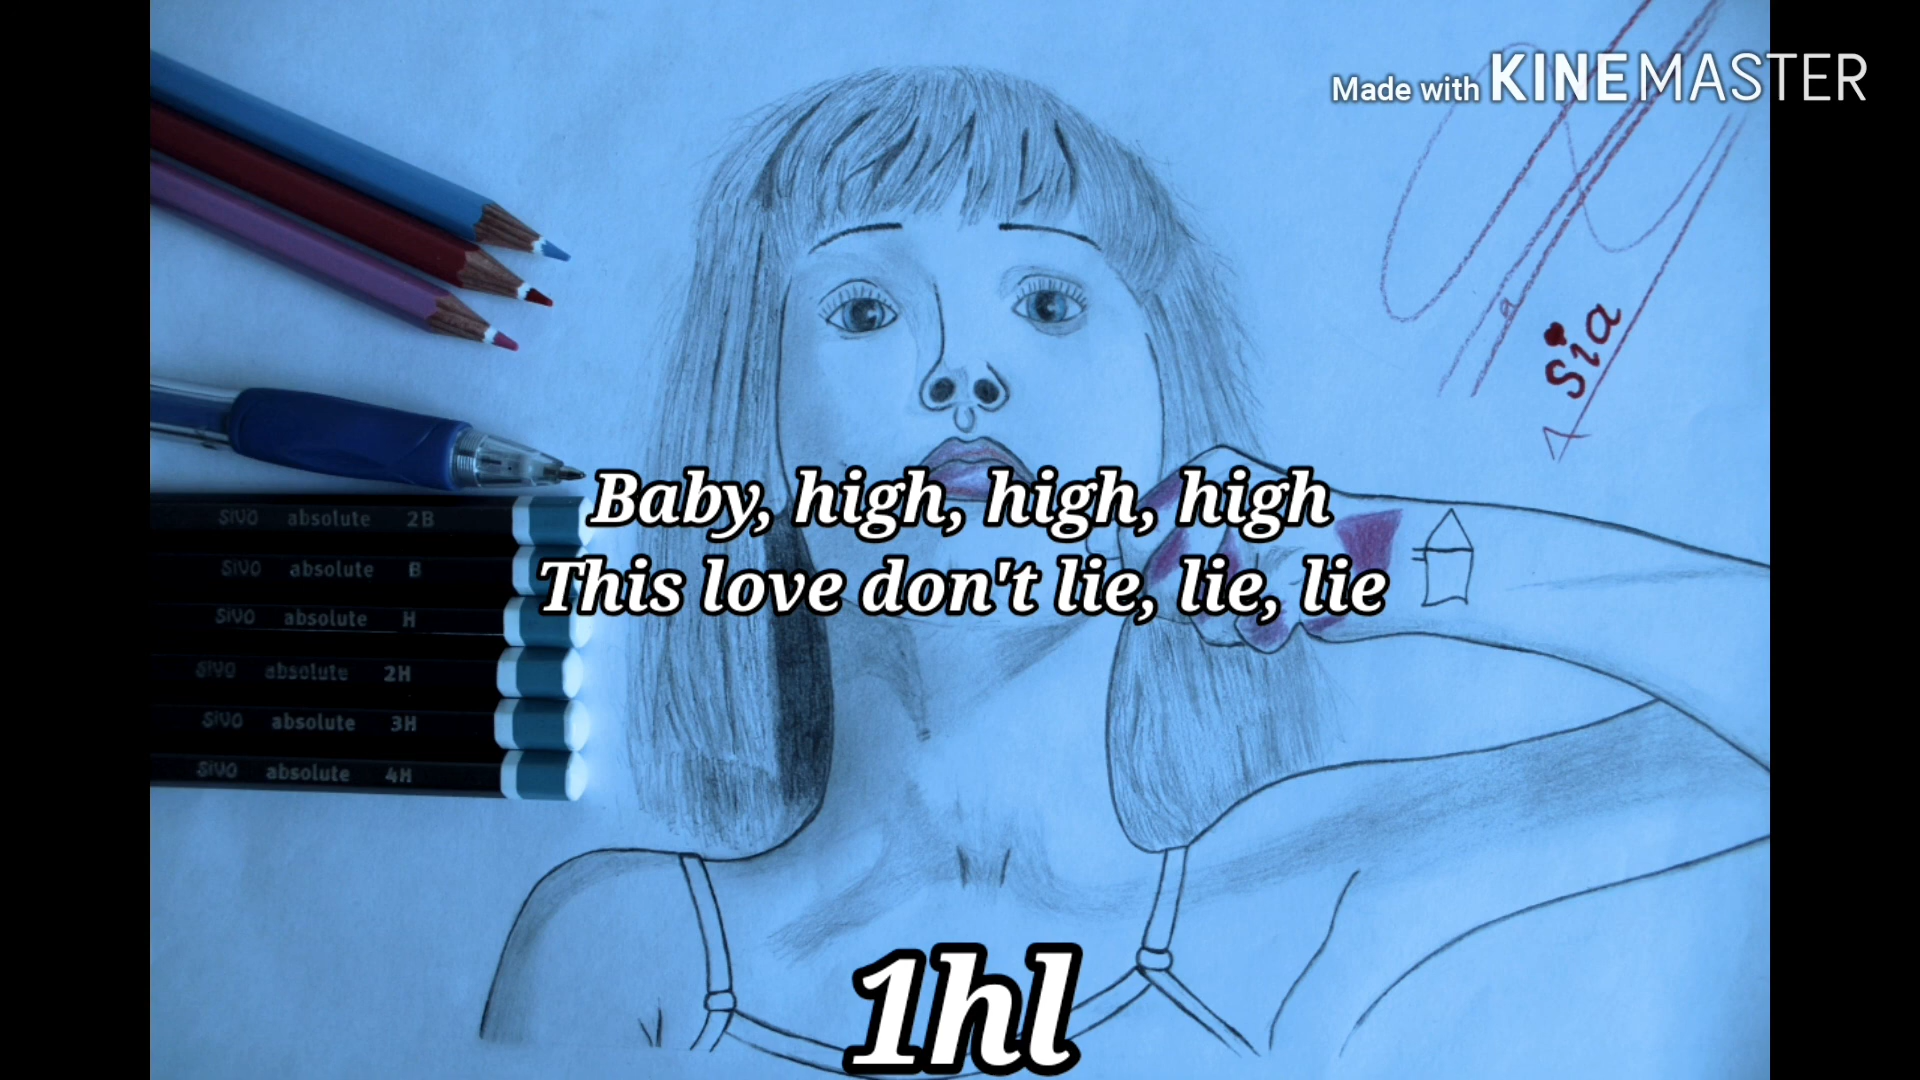 Made with KINEMASTER
sia
Baby, high, high, high
This love don't lie, lie, lie
SIVO absolute 2B
SIVO absolute B
SIVO absolute H
SIVO absolute 2H
SIVO absolute 3H
SIVO absolute 4H
1hl